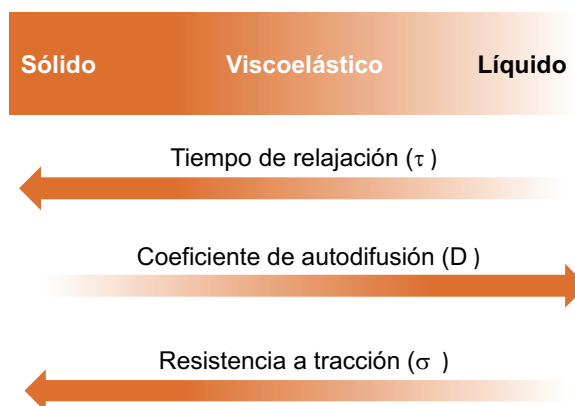 Sólido Viscoelástico Líquido
Tiempo de relajación (τ )
Coeficiente de autodifusión (D )
Resistencia a tracción (σ )